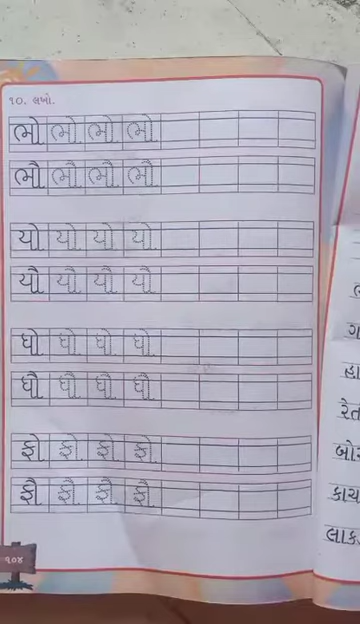 ૧૦. લખો.
ભો ભો ભો ભો
ભૌ ભૌ ભૌ ભૌ
યો યો યો યો
યૌ યૌ યૌ યૌ
ઘો ઘો ઘો ઘો
ઘૌ ઘૌ ઘૌ ઘૌ
ફો ફો ફો ફો
ફૌ ફૌ ફૌ ફૌ
૧૦૪